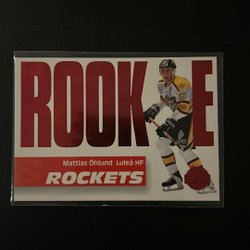 ROOKIE
Mattias Öhlund Luleå HF
ROCKETS